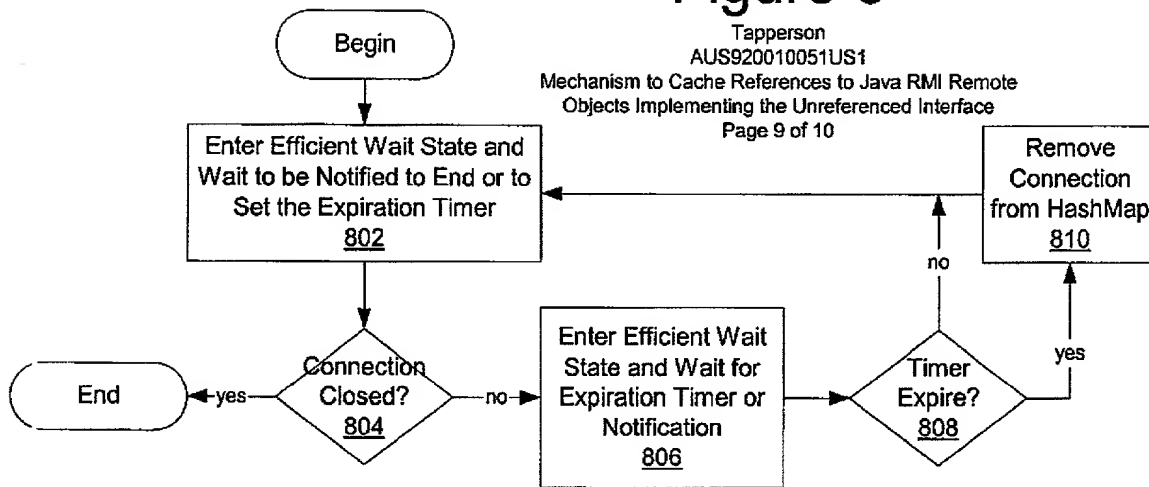 Tapperson
AUS920010051US1
Mechanism to Cache References to Java RMI Remote
Objects Implementing the Unreferenced Interface
Page 9 of 10
Begin
Enter Efficient Wait State and
Wait to be Notified to End or to
Set the Expiration Timer
802
Remove
Connection
from HashMap
810
no
yes
Connection
Closed?
804
yes
End
no
Enter Efficient Wait
State and Wait for
Expiration Timer or
Notification
806
Timer
Expire?
808